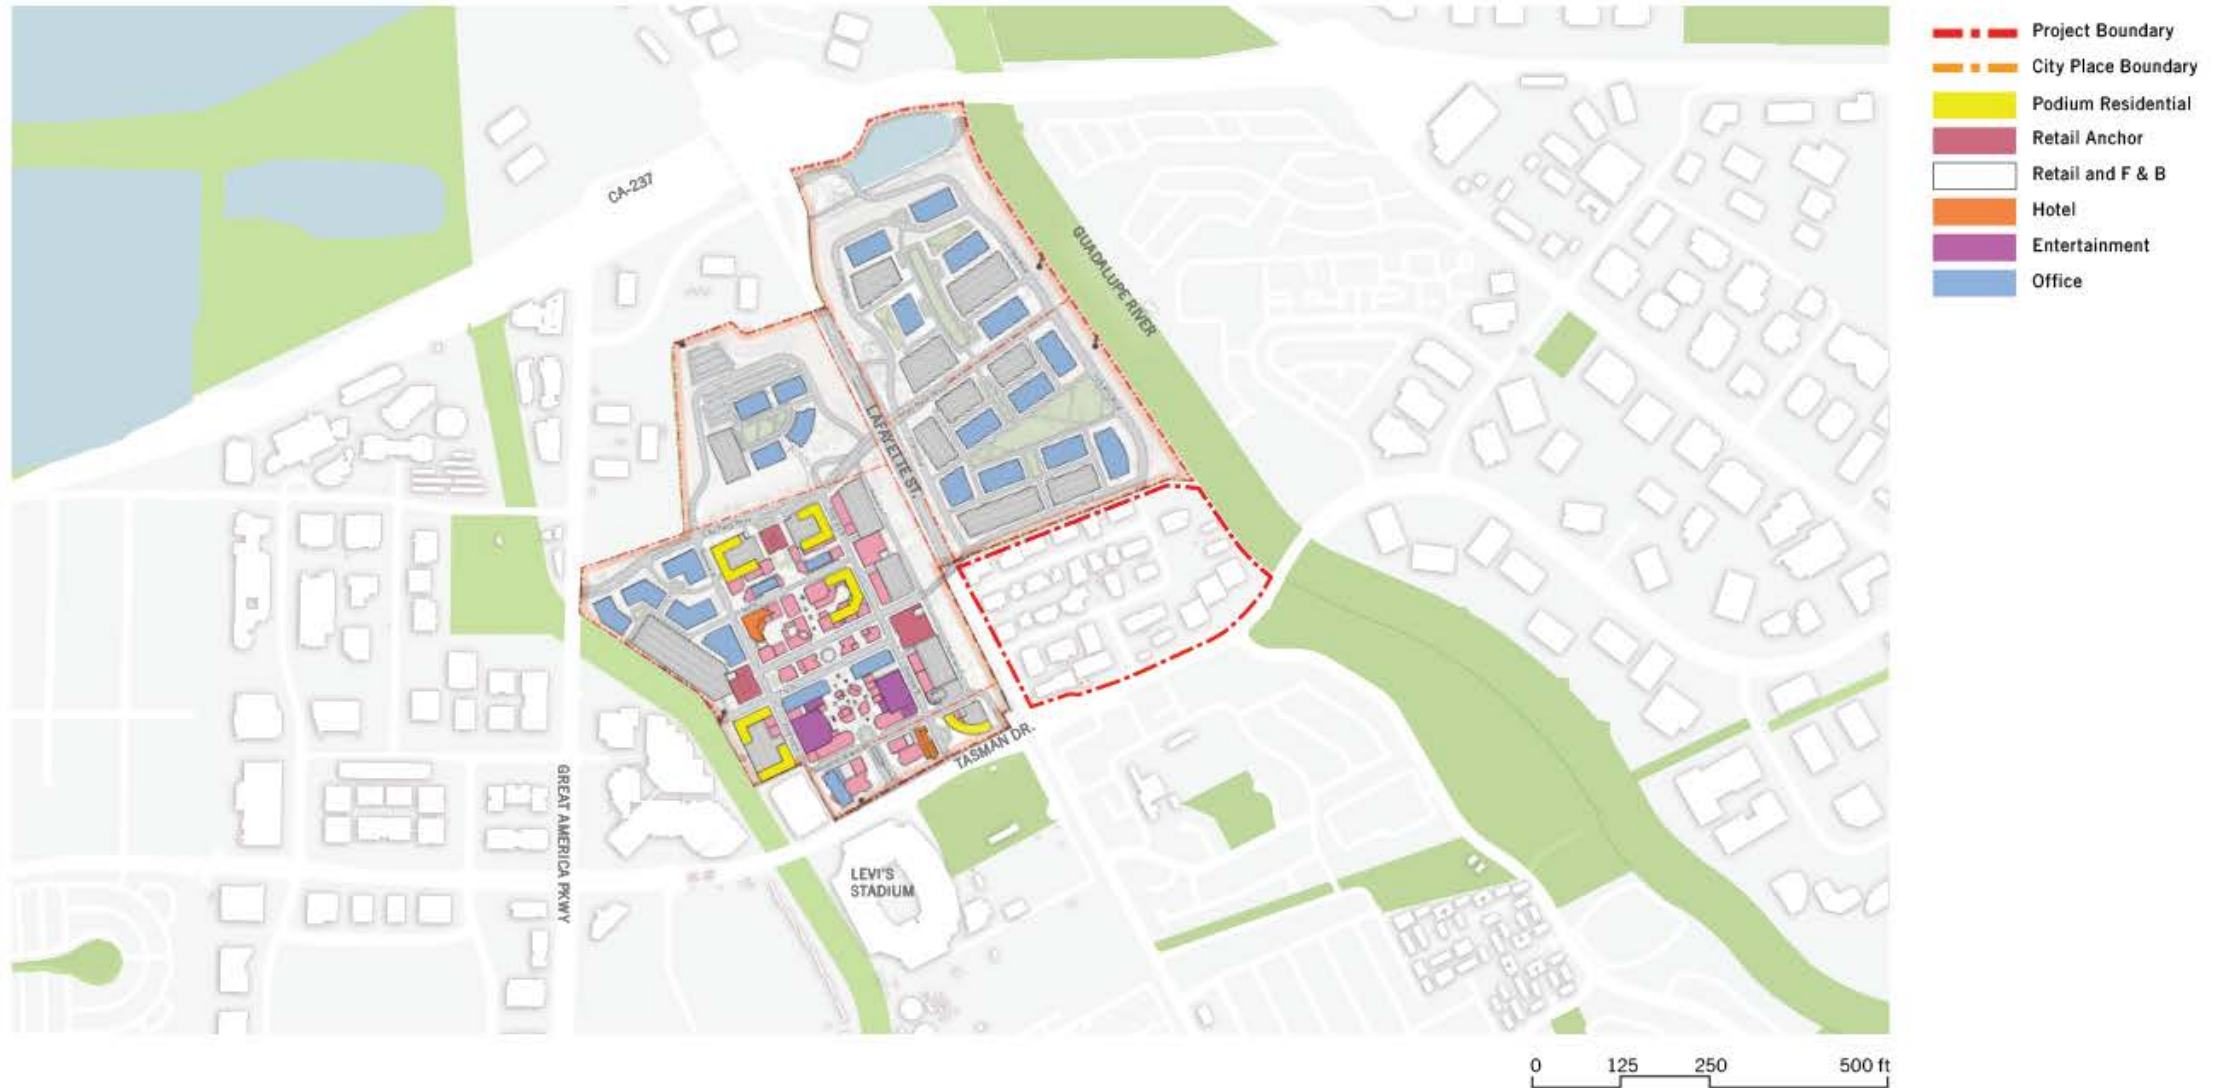 Project Boundary
City Place Boundary
Podium Residential
Retail Anchor
Retail and F & B
Hotel
Entertainment
Office
CA-237
GUADALUPE RIVER
LAFAYETTE ST.
TASMAN DR.
GREAT AMERICA PKWY
LEVI'S
STADIUM
0 125 250 500 ft